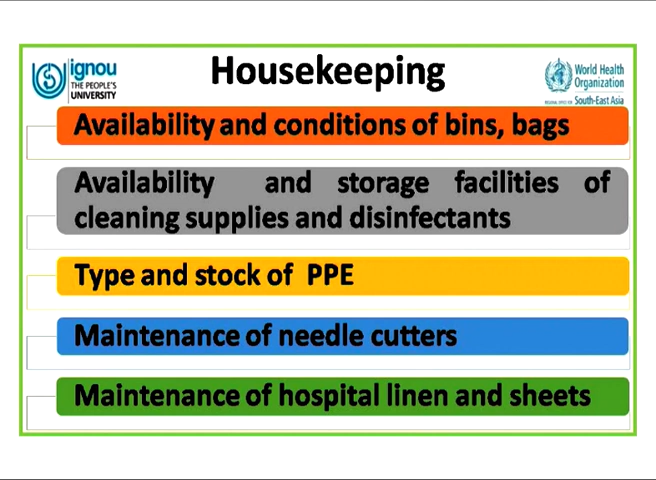 ignou
THE PEOPLE'S
UNIVERSITY
Housekeeping
World Health
Organization
South-East Asia
Availability and conditions of bins, bags
Availability and storage facilities of
cleaning supplies and disinfectants
Type and stock of PPE
Maintenance of needle cutters
Maintenance of hospital linen and sheets